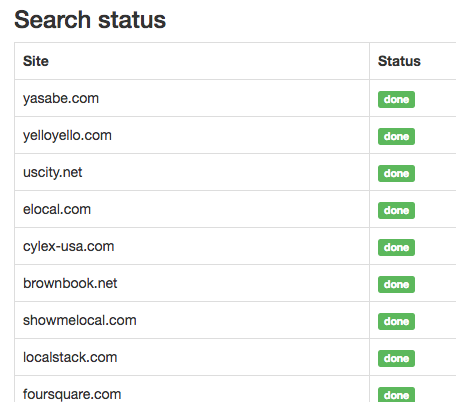 Search status
Site Status
yasabe.com done
yelloyello.com done
uscity.net done
elocal.com done
cylex-usa.com done
brownbook.net done
showmelocal.com done
localstack.com done
foursquare.com done